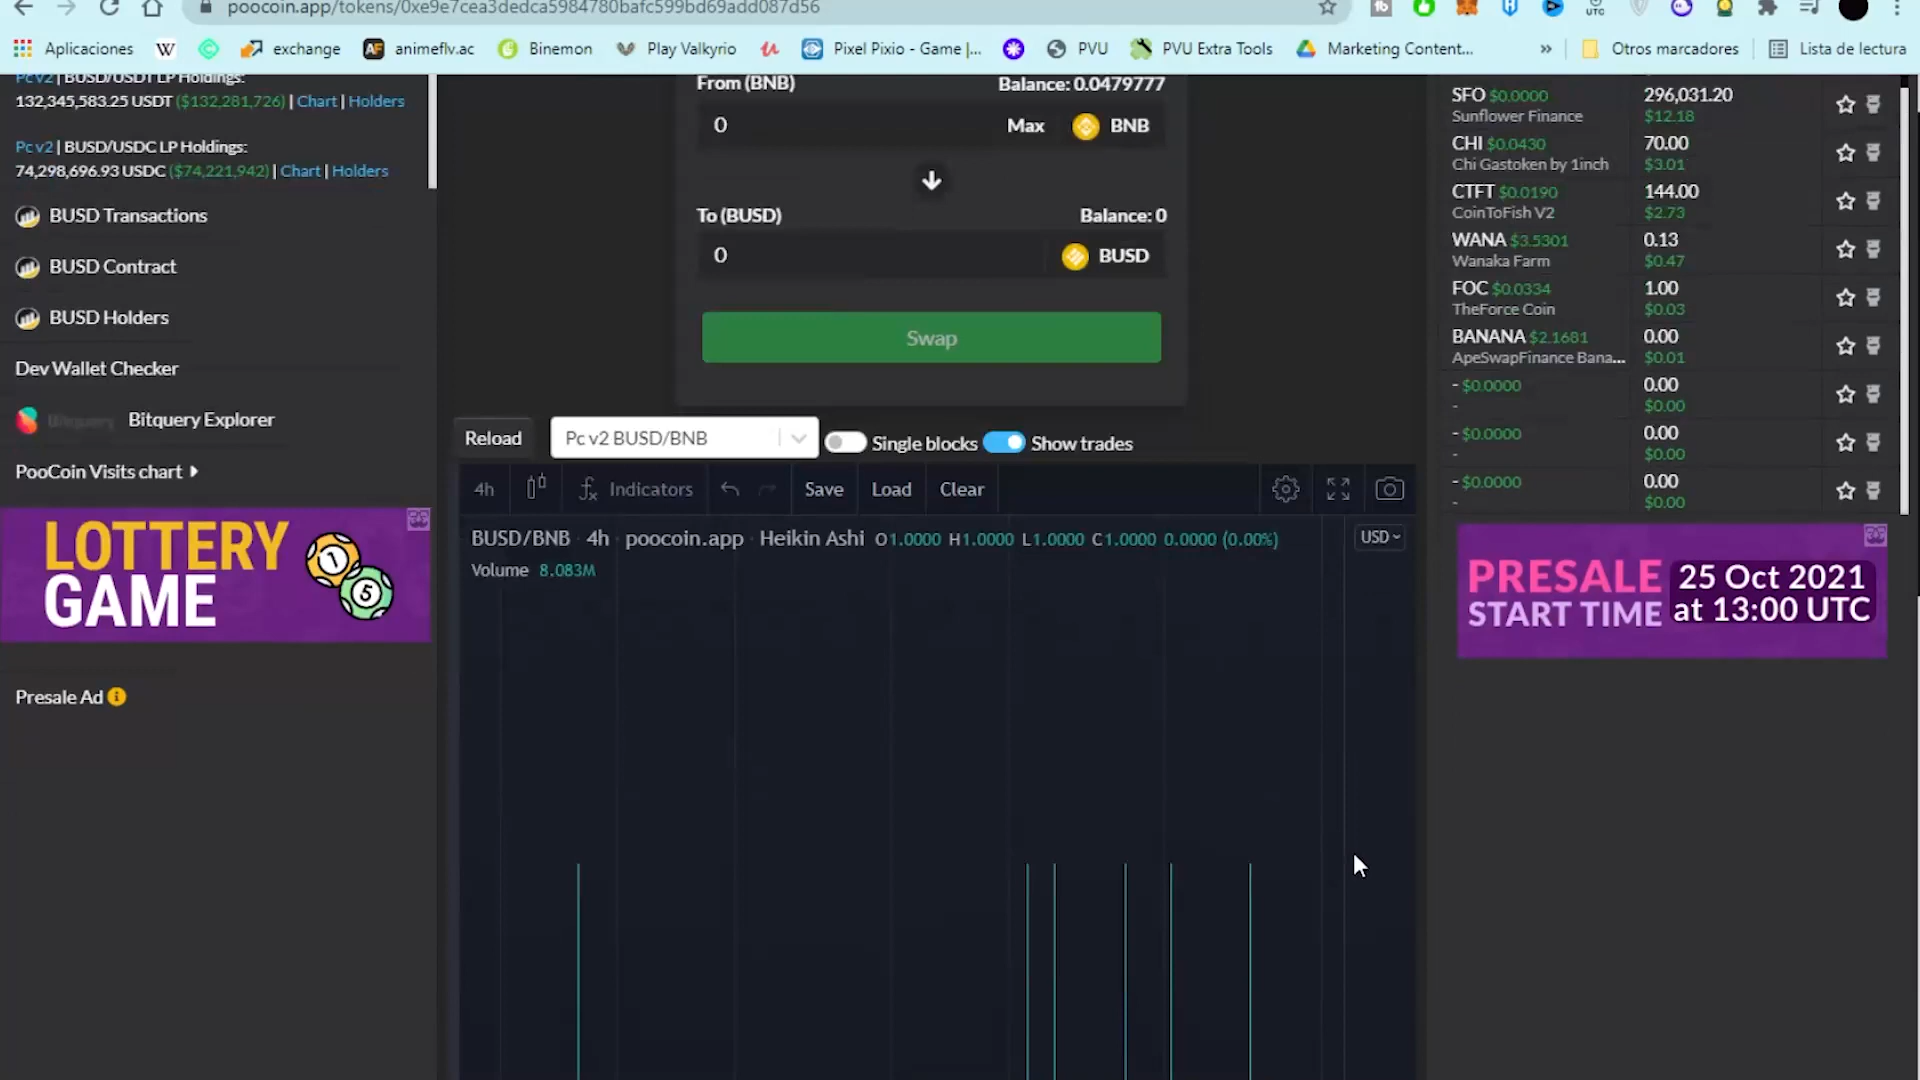 poocoin.app/tokens/0xe9e7cea3dedca5984780bafc599bd69add087d56
Aplicaciones
exchange
animeflv.ac
Binemon
Play Valkyrio
Pixel Pixio - Game |...
PVU
PVU Extra Tools
Marketing Content...
»
Otros marcadores
Lista de lectura
UTC
Pc v2 | BUSD/USDT LP Holdings:
132,345,583.25 USDT ($132,281,726) | Chart | Holders
Pc v2 | BUSD/USDC LP Holdings:
74,298,696.93 USDC ($74,221,942) | Chart | Holders
BUSD Transactions
BUSD Contract
BUSD Holders
Dev Wallet Checker
Bitquery Bitquery Explorer
PooCoin Visits chart
LOTTERY
GAME
1
5
Presale Ad
From (BNB) Balance: 0.0479777
0 Max BNB
To (BUSD) Balance: 0
0 BUSD
Swap
Reload Pc v2 BUSD/BNB Single blocks Show trades
4h Indicators Save Load Clear
BUSD/BNB · 4h · poocoin.app · Heikin Ashi O1.0000 H1.0000 L1.0000 C1.0000 0.0000 (0.00%)
USD
Volume 8.083M
SFO $0.0000 296,031.20
Sunflower Finance $12.18
CHI $0.0430 70.00
Chi Gastoken by 1inch $3.01
CTFT $0.0190 144.00
CoinToFish V2 $2.73
WANA $3.5301 0.13
Wanaka Farm $0.47
FOC $0.0334 1.00
TheForce Coin $0.03
BANANA $2.1681 0.00
ApeSwapFinance Bana... $0.01
- $0.0000 0.00
- $0.00
- $0.0000 0.00
- $0.00
- $0.0000 0.00
- $0.00
PRESALE 25 Oct 2021
START TIME at 13:00 UTC